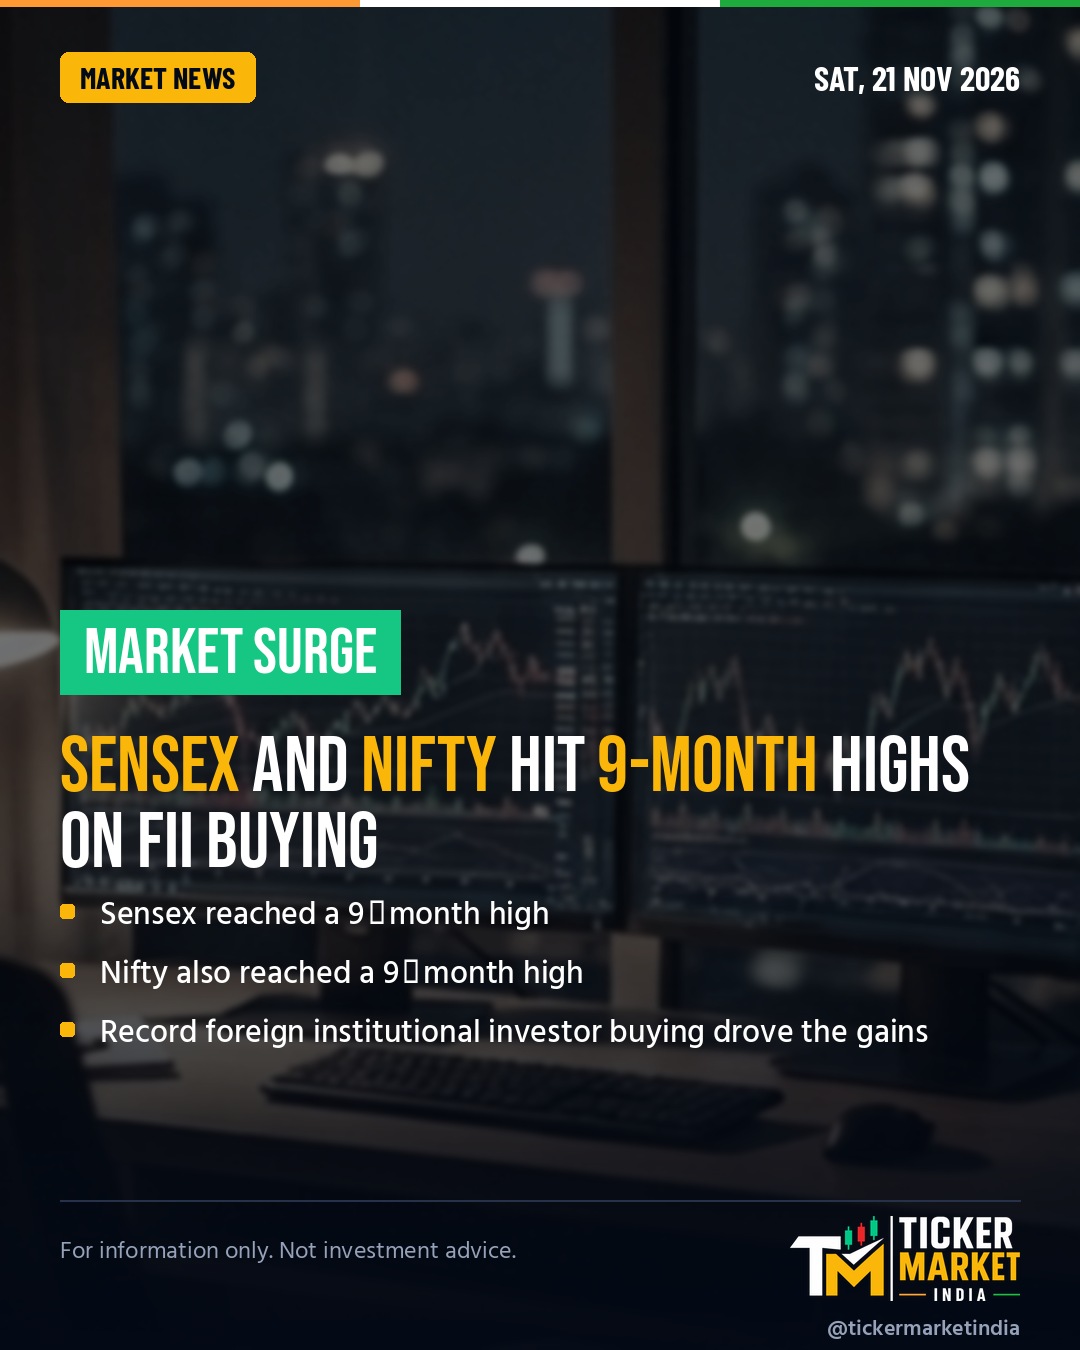 MARKET NEWS
SAT, 21 NOV 2026
MARKET SURGE
SENSEX AND NIFTY HIT 9-MONTH HIGHS
ON FII BUYING
Sensex reached a 9▯month high
Nifty also reached a 9▯month high
Record foreign institutional investor buying drove the gains
For information only. Not investment advice.
TM
TICKER
MARKET
INDIA
@tickermarketindia